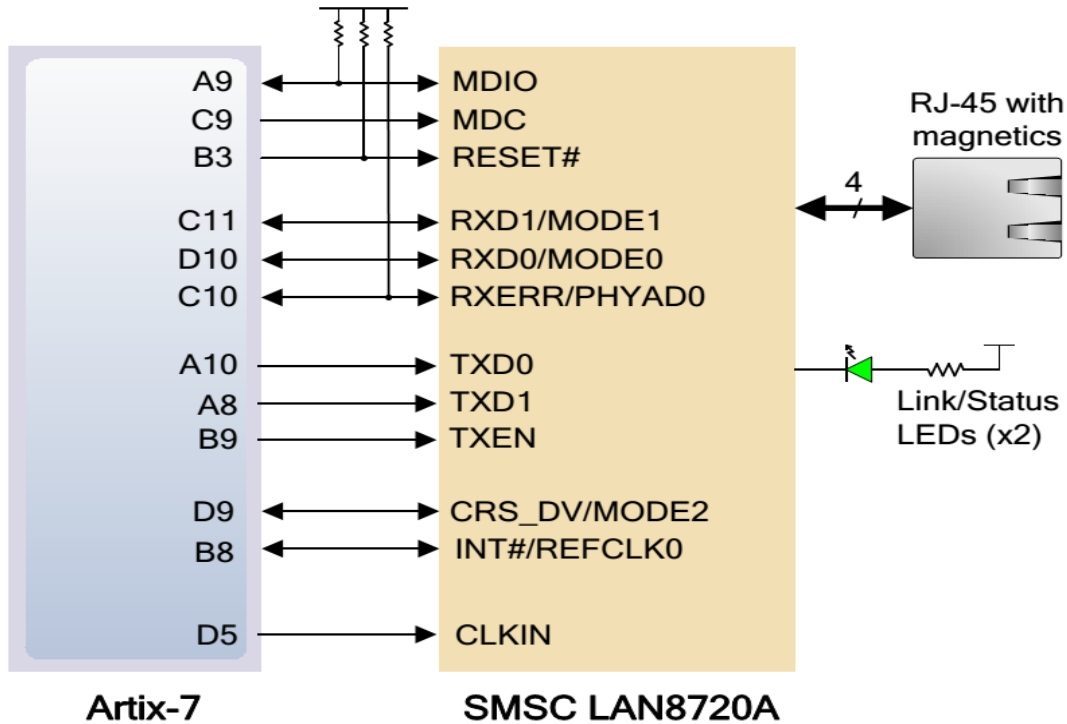 A9 MDIO
C9 MDC
B3 RESET#
C11 RXD1/MODE1
D10 RXD0/MODE0
C10 RXERR/PHYAD0
A10 TXD0
A8 TXD1
B9 TXEN
D9 CRS_DV/MODE2
B8 INT#/REFCLK0
D5 CLKIN
RJ-45 with
magnetics
4
Link/Status
LEDs (x2)
Artix-7
SMSC LAN8720A